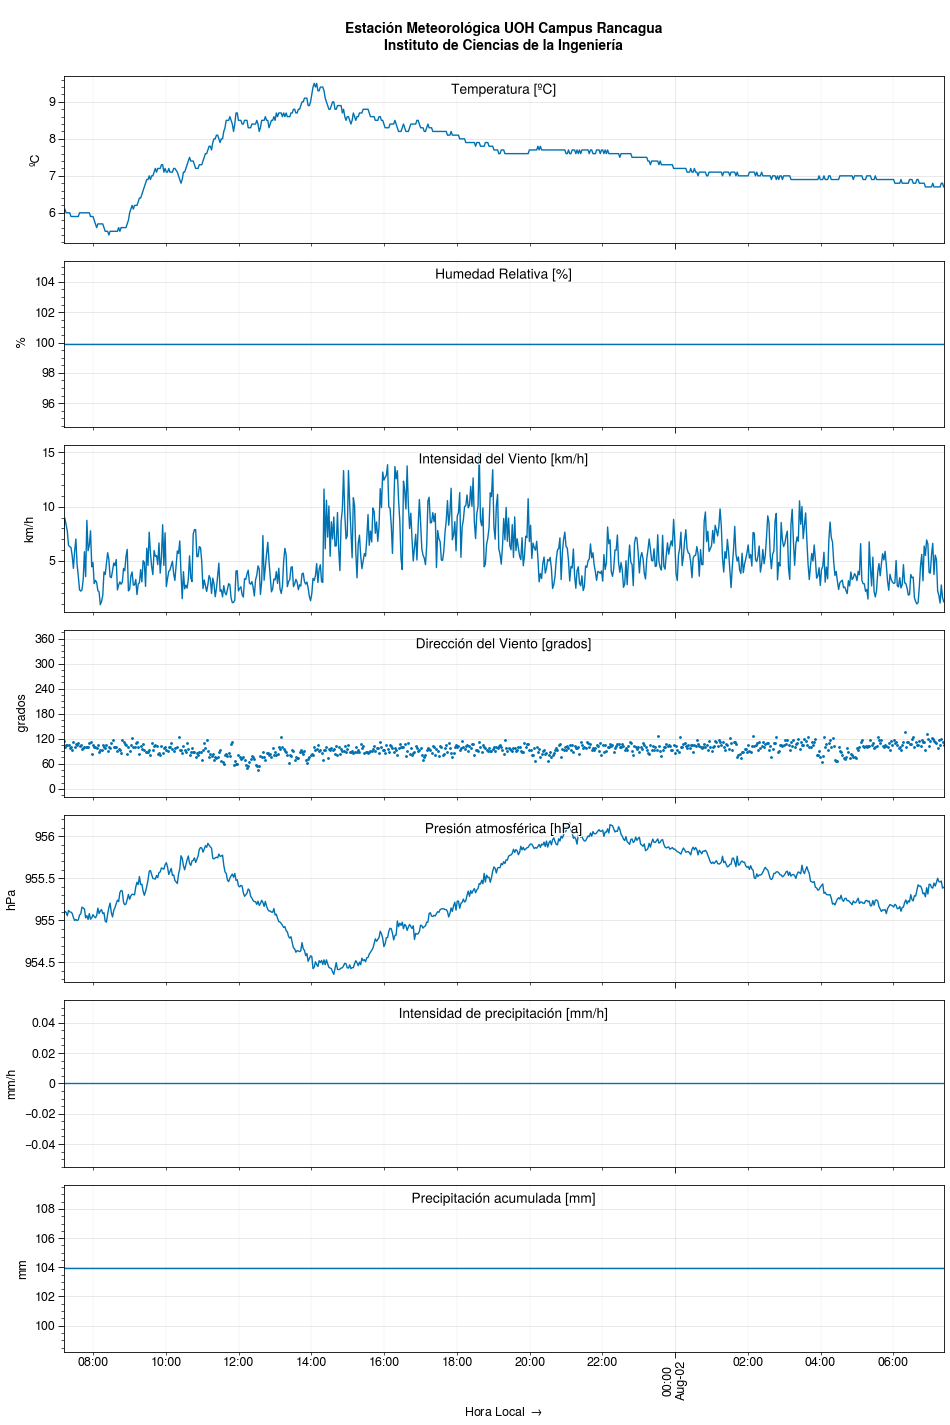 Estación Meteorológica UOH Campus Rancagua
Instituto de Ciencias de la Ingeniería
Temperatura [ºC]
9
8
7
6
ºC
Humedad Relativa [%]
104
102
100
98
96
%
Intensidad del Viento [km/h]
15
10
5
km/h
Dirección del Viento [grados]
360
300
240
180
120
60
0
grados
Presión atmosférica [hPa]
956
955.5
955
954.5
hPa
Intensidad de precipitación [mm/h]
0.04
0.02
0
−0.02
−0.04
mm/h
Precipitación acumulada [mm]
108
106
104
102
100
mm
08:00 10:00 12:00 14:00 16:00 18:00 20:00 22:00 00:00 02:00 04:00 06:00
Aug-02
Hora Local →